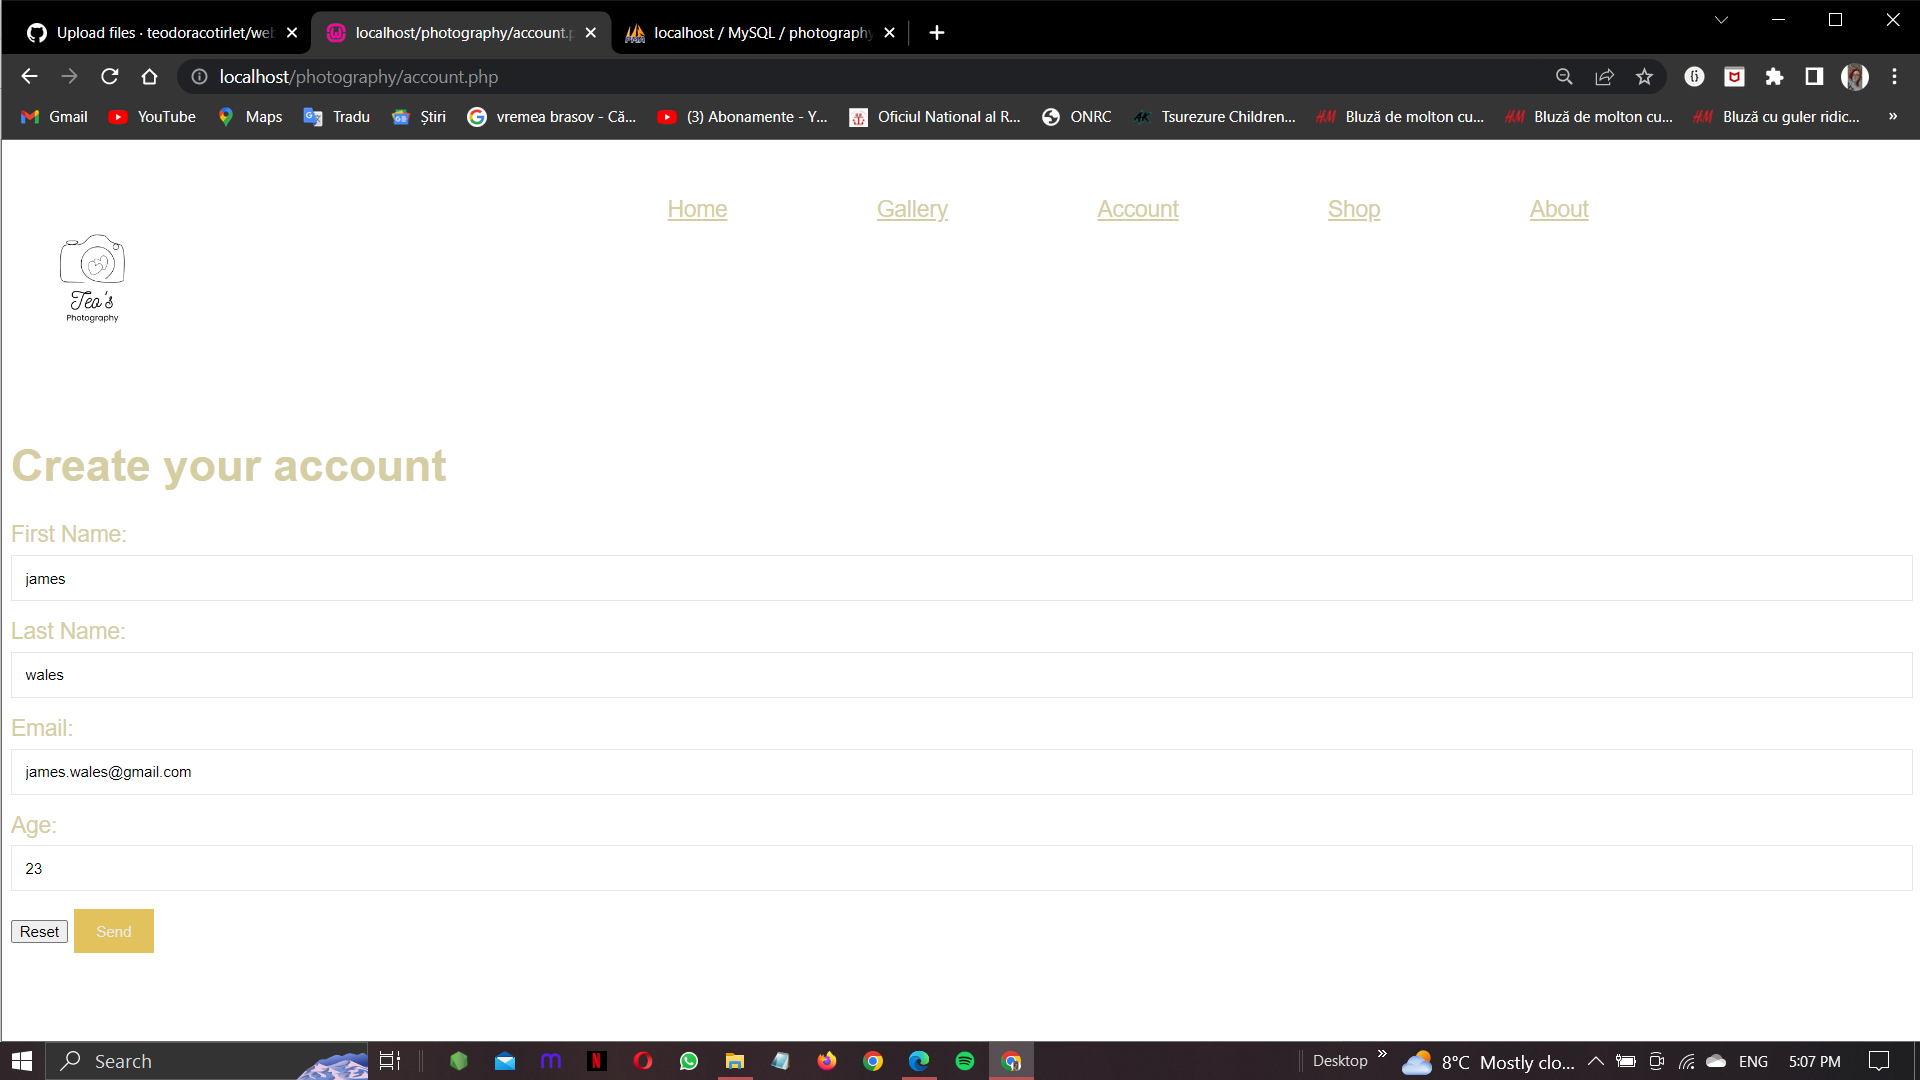 Upload files · teodoracotirlet/web
localhost/photography/account.p
localhost / MySQL / photography
localhost/photography/account.php
Gmail
YouTube
Maps
Tradu
Știri
vremea brasov - Că...
(3) Abonamente - Y...
Oficiul National al R...
ONRC
Tsurezure Children...
Bluză de molton cu...
Bluză de molton cu...
Bluză cu guler ridic...
»
Home
Gallery
Account
Shop
About
Teo's
Photography
Create your account
First Name:
james
Last Name:
wales
Email:
james.wales@gmail.com
Age:
23
Reset
Send
Search
Desktop
»
8°C Mostly clo...
ENG
5:07 PM